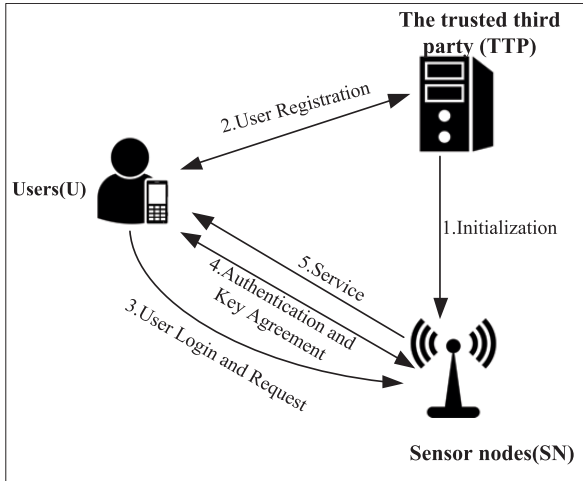 The trusted third
party (TTP)
2.User Registration
Users(U)
1.Initialization
5.Service
4.Authentication and
Key Agreement
3.User Login and Request
Sensor nodes(SN)